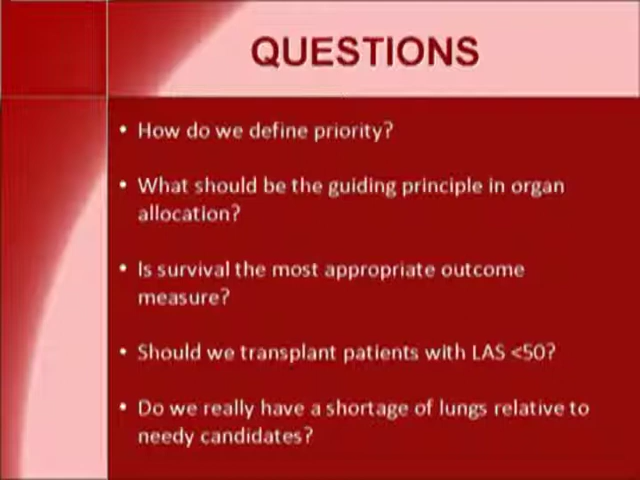 QUESTIONS
• How do we define priority?
• What should be the guiding principle in organ
allocation?
• Is survival the most appropriate outcome
measure?
• Should we transplant patients with LAS <50?
• Do we really have a shortage of lungs relative to
needy candidates?